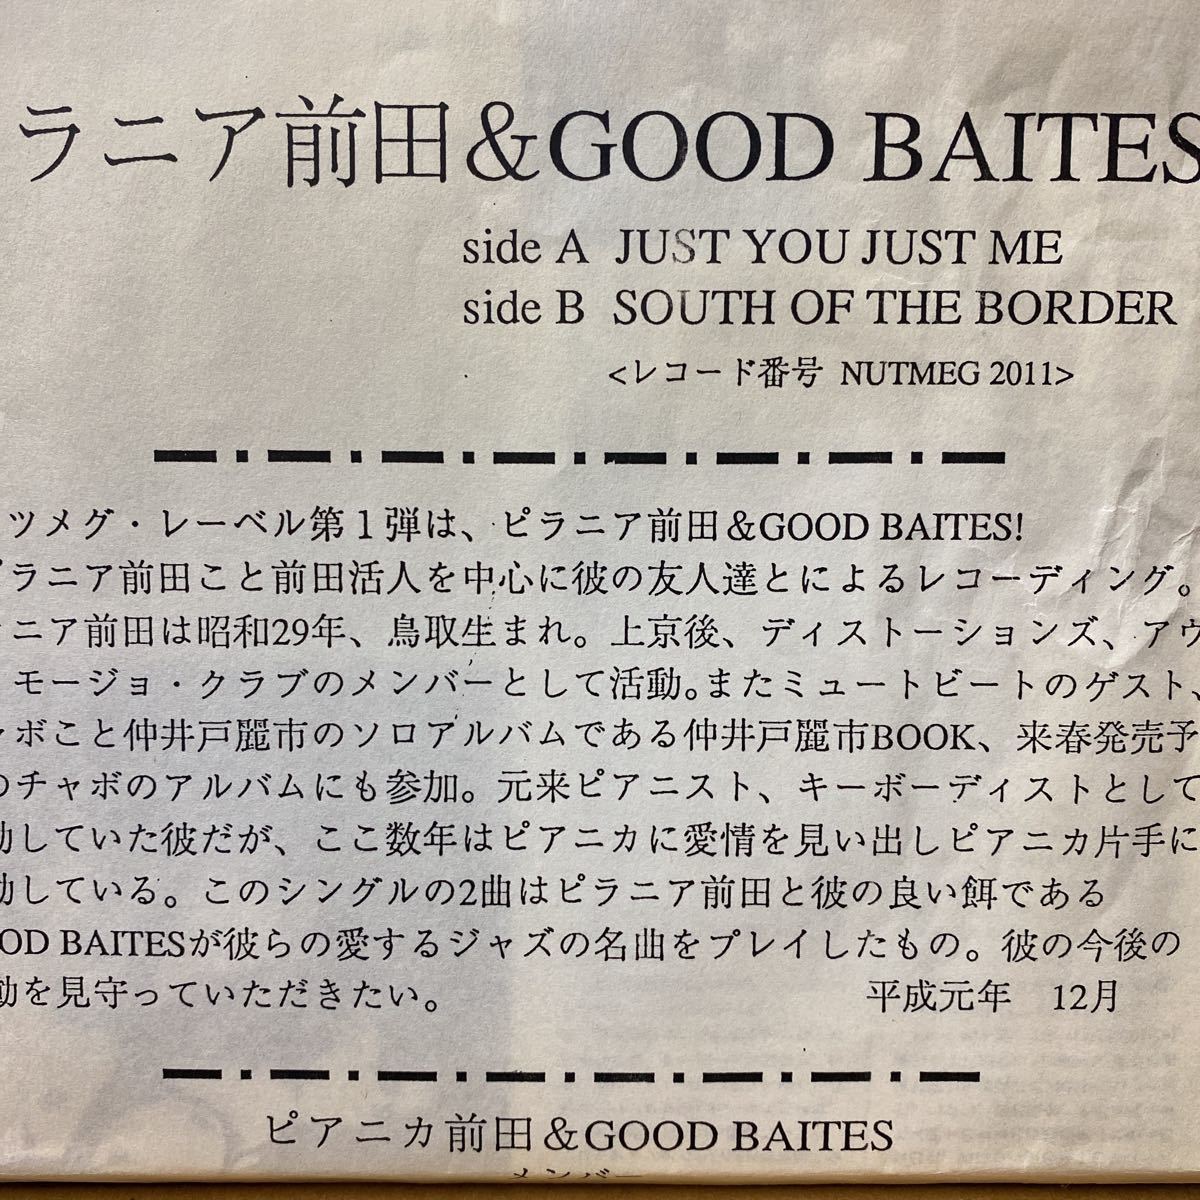 ラニア前田＆GOOD BAITES
side A JUST YOU JUST ME
side B SOUTH OF THE BORDER
<レコード番号 NUTMEG 2011>
ツメグ・レーベル第１弾は、ピラニア前田＆GOOD BAITES!
ピラニア前田こと前田活人を中心に彼の友人達とによるレコーディング。
ラニア前田は昭和29年、鳥取生まれ。上京後、ディストーションズ、アウ
・モージョ・クラブのメンバーとして活動。またミュートビートのゲスト、
ャボこと仲井戸麗市のソロアルバムである仲井戸麗市BOOK、来春発売予
のチャボのアルバムにも参加。元来ピアニスト、キーボーディストとして
動していた彼だが、ここ数年はピアニカに愛情を見い出しピアニカ片手に
動している。このシングルの2曲はピラニア前田と彼の良い餌である
OOD BAITESが彼らの愛するジャズの名曲をプレイしたもの。彼の今後の
動を見守っていただきたい。 平成元年 12月
ピアニカ前田＆GOOD BAITES
メンバー